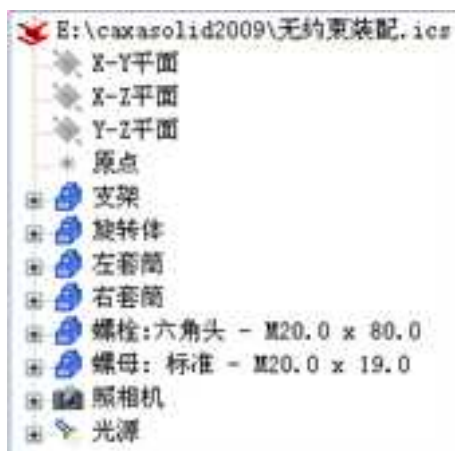 E:\caxasolid2009\无约束装配.ics
X-Y平面
X-Z平面
Y-Z平面
原点
支架
旋转体
左套筒
右套筒
螺栓:六角头 - M20.0 x 80.0
螺母: 标准 - M20.0 x 19.0
照相机
光源